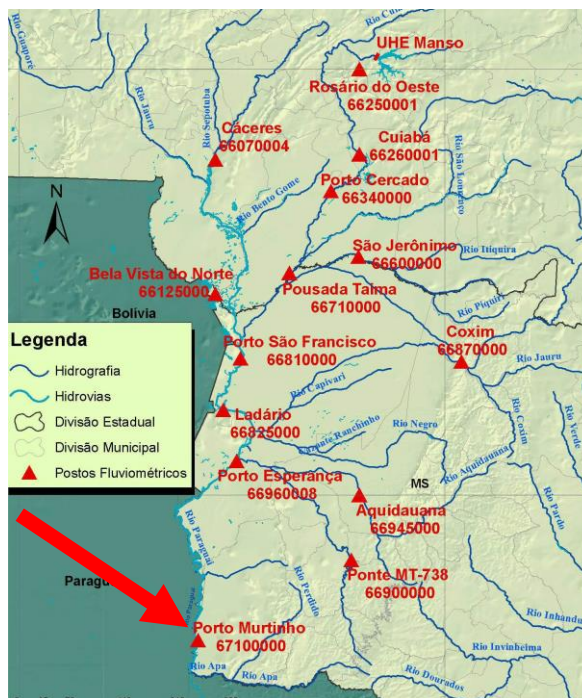 Rio Guaporé
Rio Cuiabá
UHE Manso
Rosário do Oeste
66250001
Rio Jauru
Rio Sepotuba
Cáceres
66070004
Cuiabá
66260001
Rio São Lourenço
Porto Cercado
66340000
Rio Bento Gome
N
São Jerônimo
66600000
Rio Itiquira
Bela Vista do Norte
66125000
Pousada Taima
66710000
Rio Piquiri
Bolivia
Legenda
Hidrografia
Hidrovias
Divisão Estadual
Divisão Municipal
Postos Fluviométricos
Porto São Francisco
66810000
Coxim
66870000
Rio Jauru
Rio Capivari
Ladário
66825000
Rio Negro
Rio Coxim
Rio Verde
Porto Esperança
66960008
Rio Aquidauana
MS
Aquidauana
66945000
Rio Pardo
Rio Paraguai
Paragu
Rio Perdido
Ponte MT-738
66900000
Rio Inhandu
Porto Murtinho
67100000
Rio Invinheima
Rio Apa
Rio Apa
Rio Dourados